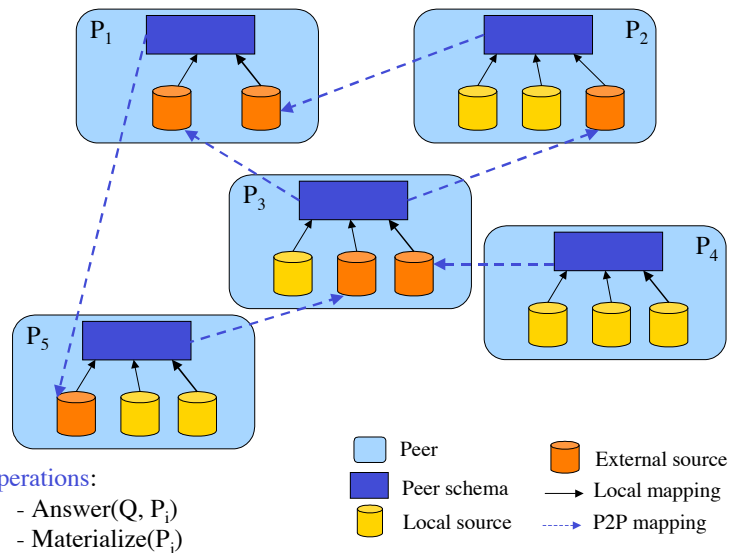 P1
P2
P3
P4
P5
Peer
External source
Peer schema
Local mapping
Local source
P2P mapping
perations:
- Answer(Q, Pi)
- Materialize(Pi)